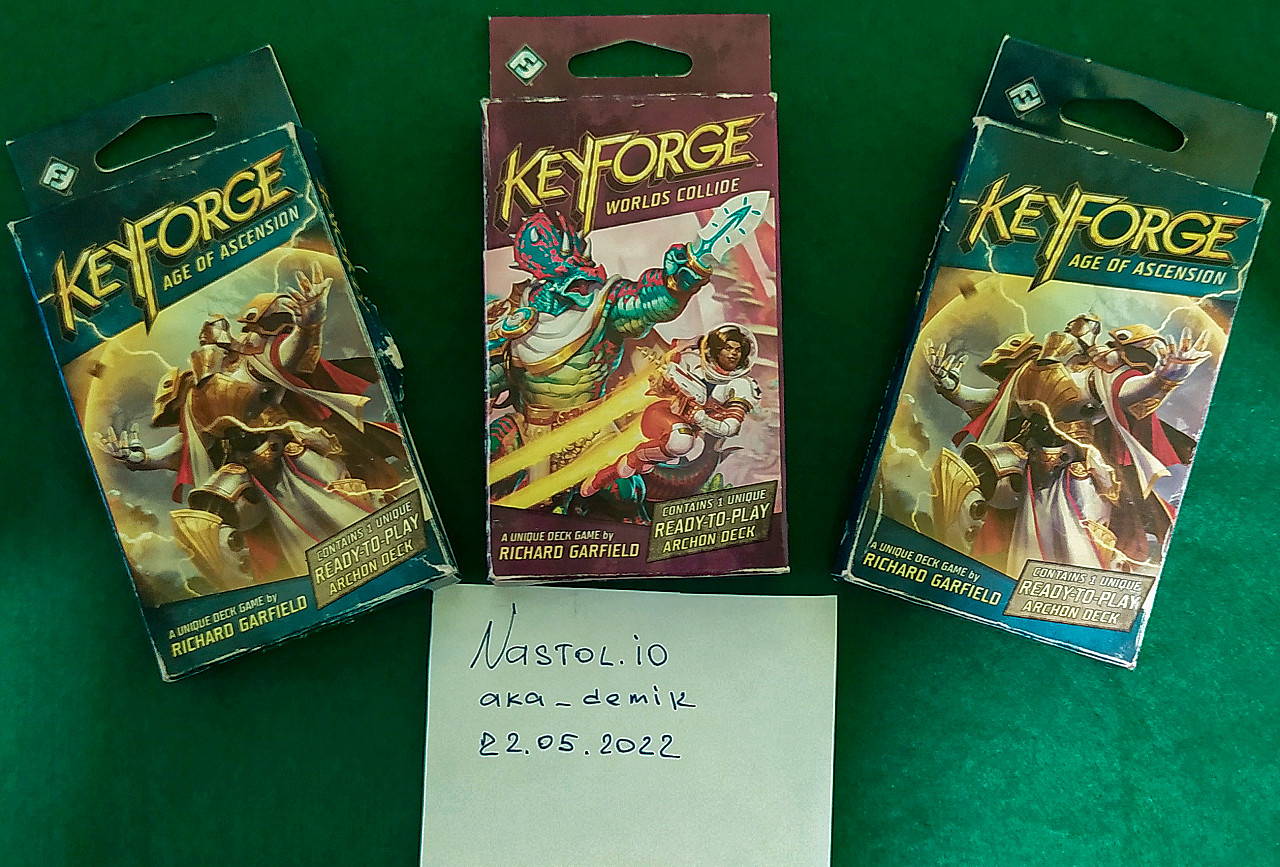 KEYFORGE
AGE OF ASCENSION
CONTAINS 1 UNIQUE
READY-TO-PLAY
ARCHON DECK
A UNIQUE DECK GAME by
RICHARD GARFIELD
KEYFORGE
WORLDS COLLIDE
CONTAINS 1 UNIQUE
READY-TO-PLAY
ARCHON DECK
A UNIQUE DECK GAME by
RICHARD GARFIELD
KEYFORGE
AGE OF ASCENSION
A UNIQUE DECK GAME by
RICHARD GARFIELD
CONTAINS 1 UNIQUE
READY-TO-PLAY
ARCHON DECK
Nastol.io
aka_demik
22.05.2022